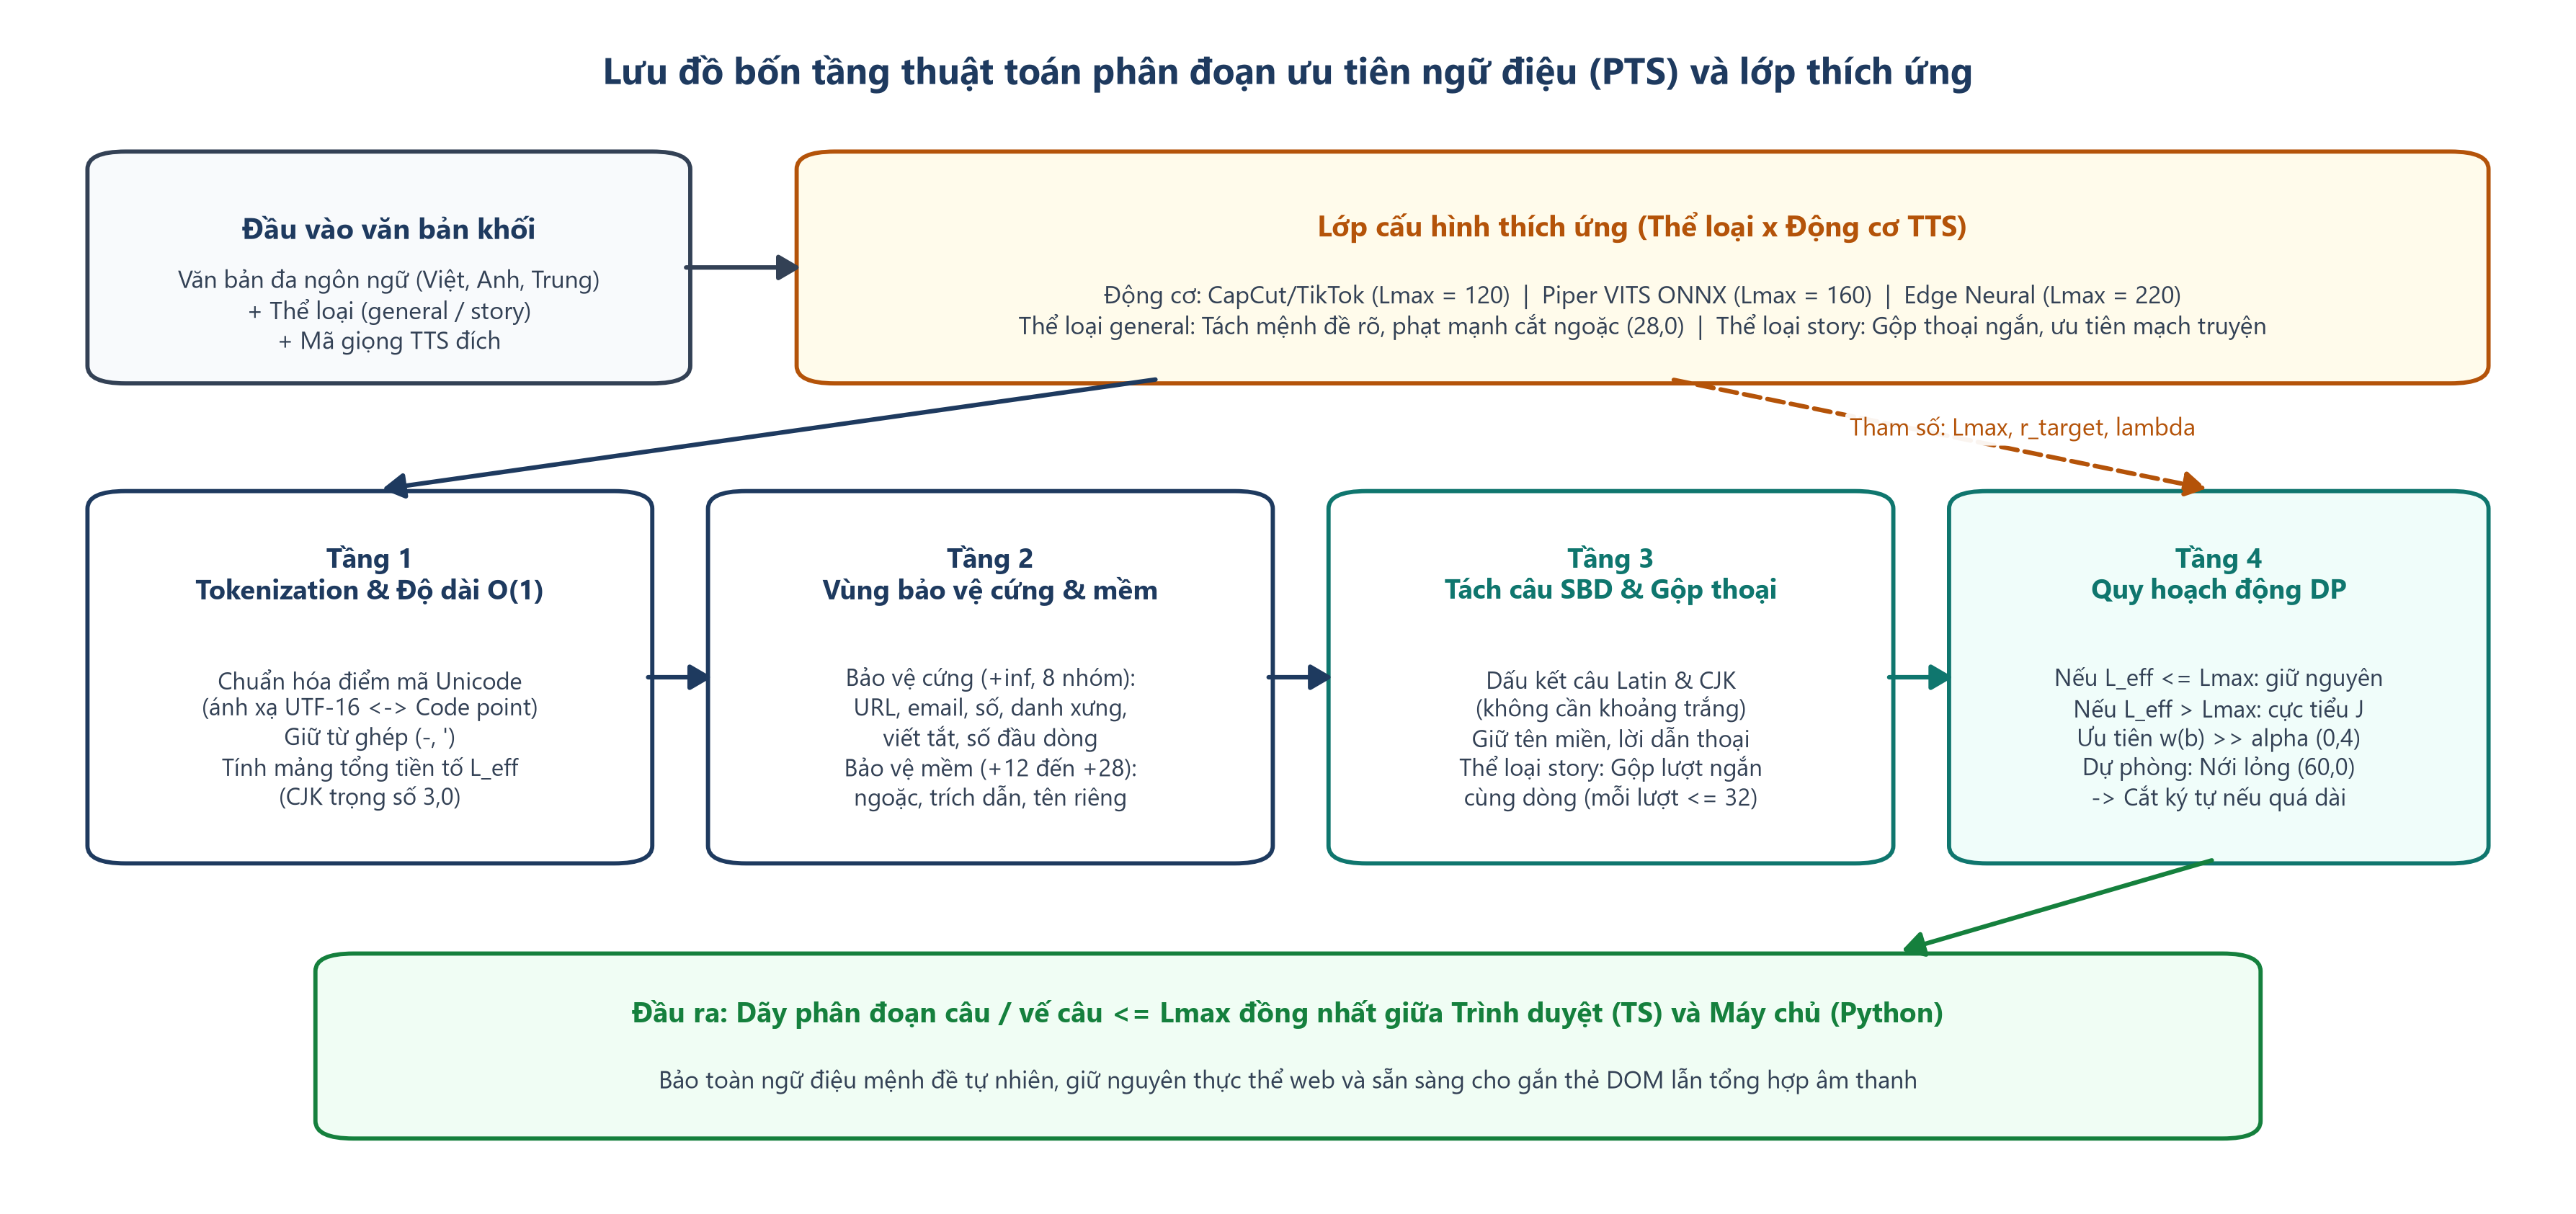 Lưu đồ bốn tầng thuật toán phân đoạn ưu tiên ngữ điệu (PTS) và lớp thích ứng
Đầu vào văn bản khối
Văn bản đa ngôn ngữ (Việt, Anh, Trung)
+ Thể loại (general / story)
+ Mã giọng TTS đích
Lớp cấu hình thích ứng (Thể loại x Động cơ TTS)
Động cơ: CapCut/TikTok (Lmax = 120) | Piper VITS ONNX (Lmax = 160) | Edge Neural (Lmax = 220)
Thể loại general: Tách mệnh đề rõ, phạt mạnh cắt ngoặc (28,0) | Thể loại story: Gộp thoại ngắn, ưu tiên mạch truyện
Tham số: Lmax, r_target, lambda
Tầng 1
Tokenization & Độ dài O(1)
Chuẩn hóa điểm mã Unicode
(ánh xạ UTF-16 <-> Code point)
Giữ từ ghép (-, ')
Tính mảng tổng tiền tố L_eff
(CJK trọng số 3,0)
Tầng 2
Vùng bảo vệ cứng & mềm
Bảo vệ cứng (+inf, 8 nhóm):
URL, email, số, danh xưng,
viết tắt, số đầu dòng
Bảo vệ mềm (+12 đến +28):
ngoặc, trích dẫn, tên riêng
Tầng 3
Tách câu SBD & Gộp thoại
Dấu kết câu Latin & CJK
(không cần khoảng trắng)
Giữ tên miền, lời dẫn thoại
Thể loại story: Gộp lượt ngắn
cùng dòng (mỗi lượt <= 32)
Tầng 4
Quy hoạch động DP
Nếu L_eff <= Lmax: giữ nguyên
Nếu L_eff > Lmax: cực tiểu J
Ưu tiên w(b) >> alpha (0,4)
Dự phòng: Nới lỏng (60,0)
-> Cắt ký tự nếu quá dài
Đầu ra: Dãy phân đoạn câu / vế câu <= Lmax đồng nhất giữa Trình duyệt (TS) và Máy chủ (Python)
Bảo toàn ngữ điệu mệnh đề tự nhiên, giữ nguyên thực thể web và sẵn sàng cho gắn thẻ DOM lẫn tổng hợp âm thanh